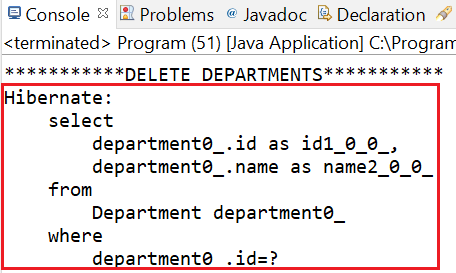 Console Problems @ Javadoc Declaration
<terminated> Program (51) [Java Application] C:\Program
***********DELETE DEPARTMENTS***********
Hibernate:
    select
        department0_.id as id1_0_0_,
        department0_.name as name2_0_0_
    from
        Department department0_
    where
        department0_.id=?